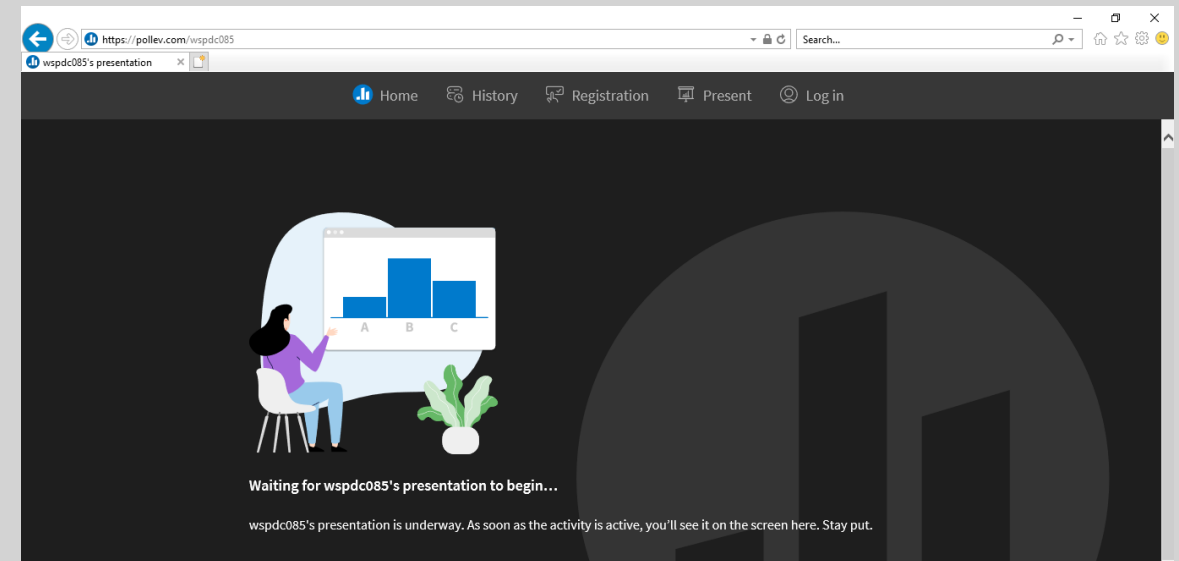 https://pollev.com/wspdc085
Search...
wspdc085's presentation
Home History Registration Present Log in
A B C
Waiting for wspdc085's presentation to begin...
wspdc085's presentation is underway. As soon as the activity is active, you'll see it on the screen here. Stay put.